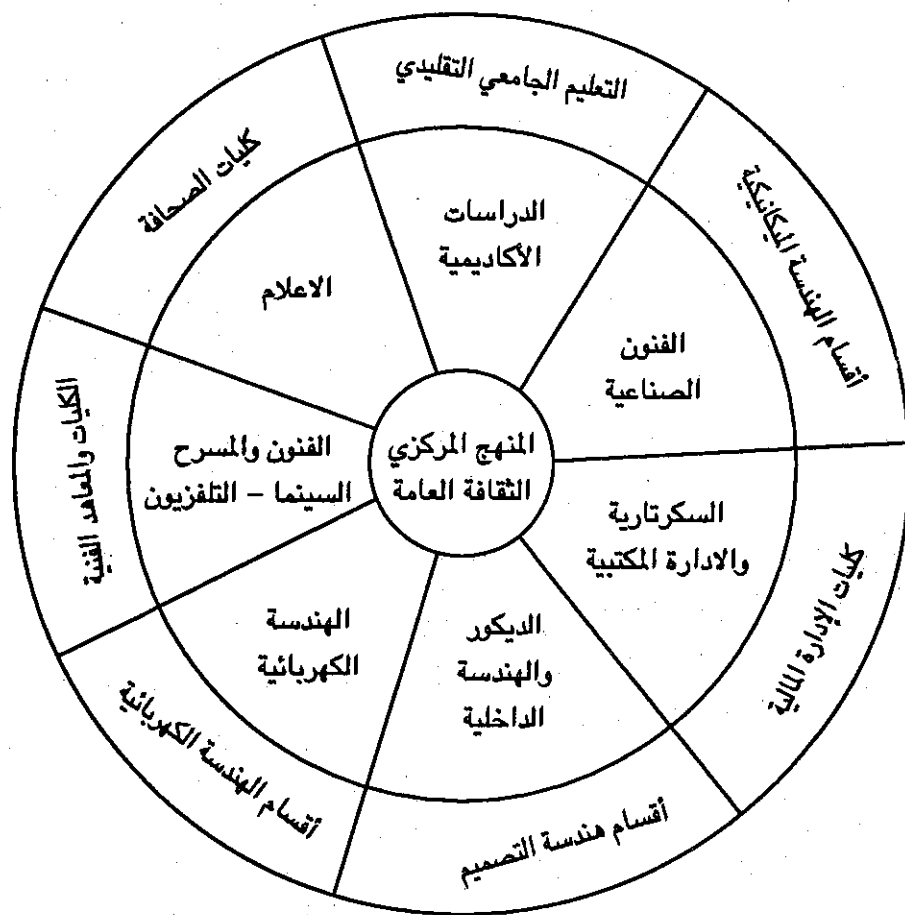 التعليم الجامعي التقليدي
أقسام الهندسة الميكانيكية
كليات الإدارة المالية
أقسام هندسة التصميم
أقسام الهندسة الكهربائية
الكليات والمعاهد الفنية
كليات الصحافة
الدراسات
الأكاديمية
الفنون
الصناعية
السكرتارية
والادارة المكتبية
الديكور
والهندسة
الداخلية
الهندسة
الكهربائية
الفنون والمسرح
السينما – التلفزيون
الاعلام
المنهج المركزي
الثقافة العامة